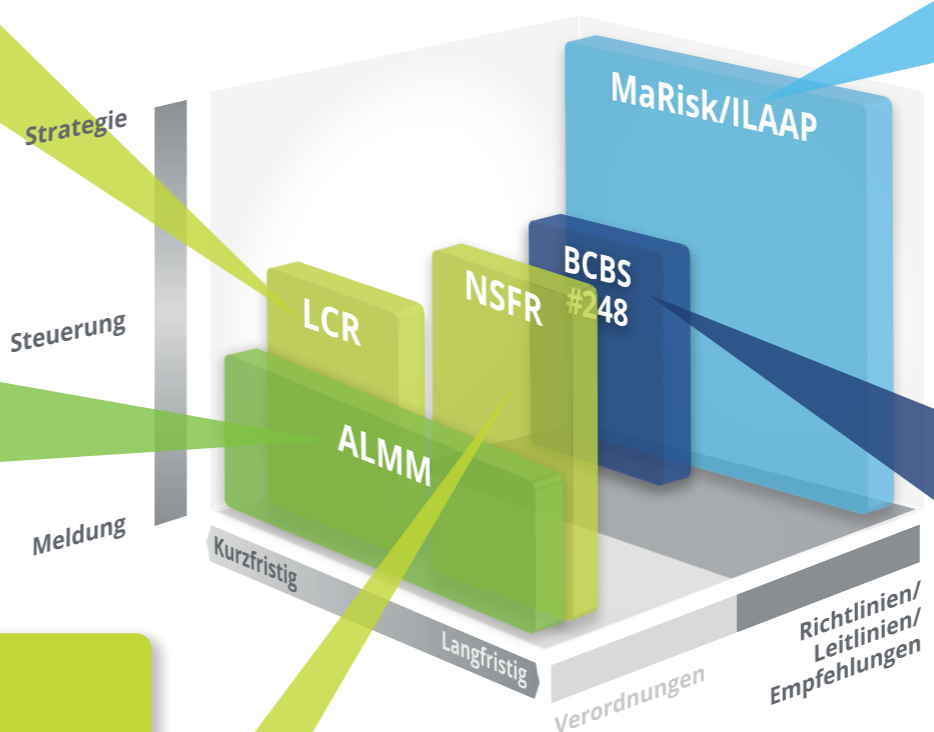 MaRisk/ILAAP
Strategie
BCBS
#248
NSFR
LCR
Steuerung
ALMM
Meldung
Kurzfristig
Langfristig
Verordnungen
Richtlinien/
Leitlinien/
Empfehlungen